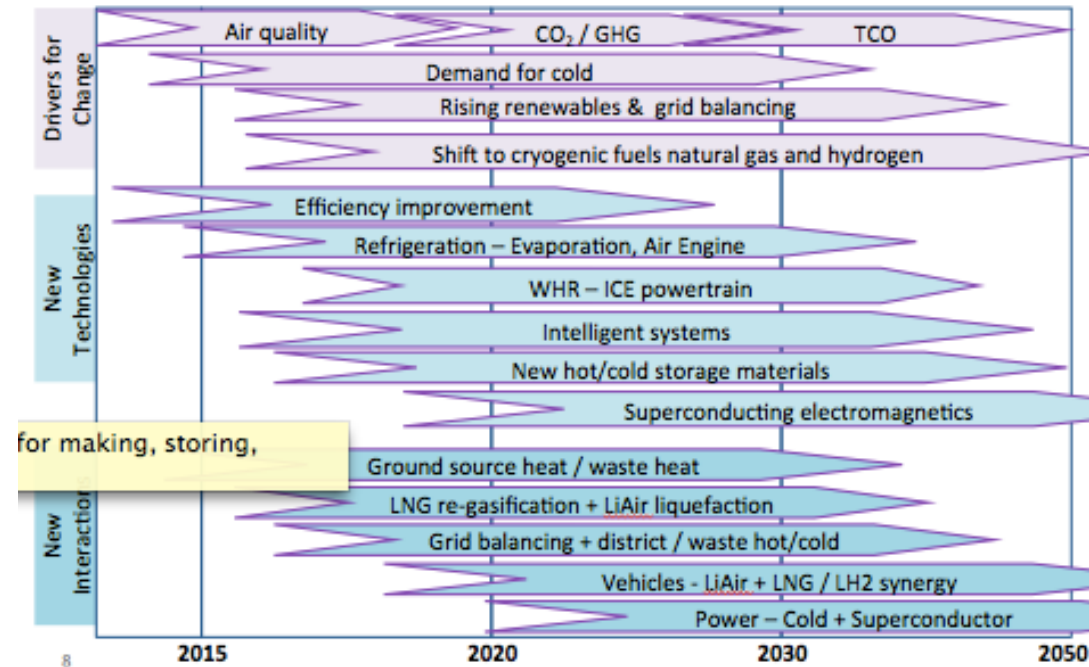 Drivers for
Change
Air quality
CO₂ / GHG
TCO
Demand for cold
Rising renewables & grid balancing
Shift to cryogenic fuels natural gas and hydrogen
New
Technologies
Efficiency improvement
Refrigeration – Evaporation, Air Engine
WHR – ICE powertrain
Intelligent systems
New hot/cold storage materials
Superconducting electromagnetics
for making, storing,
New
Interactions
Ground source heat / waste heat
LNG re-gasification + LiAir liquefaction
Grid balancing + district / waste hot/cold
Vehicles - LiAir + LNG / LH2 synergy
Power – Cold + Superconductor
8
2015
2020
2030
2050